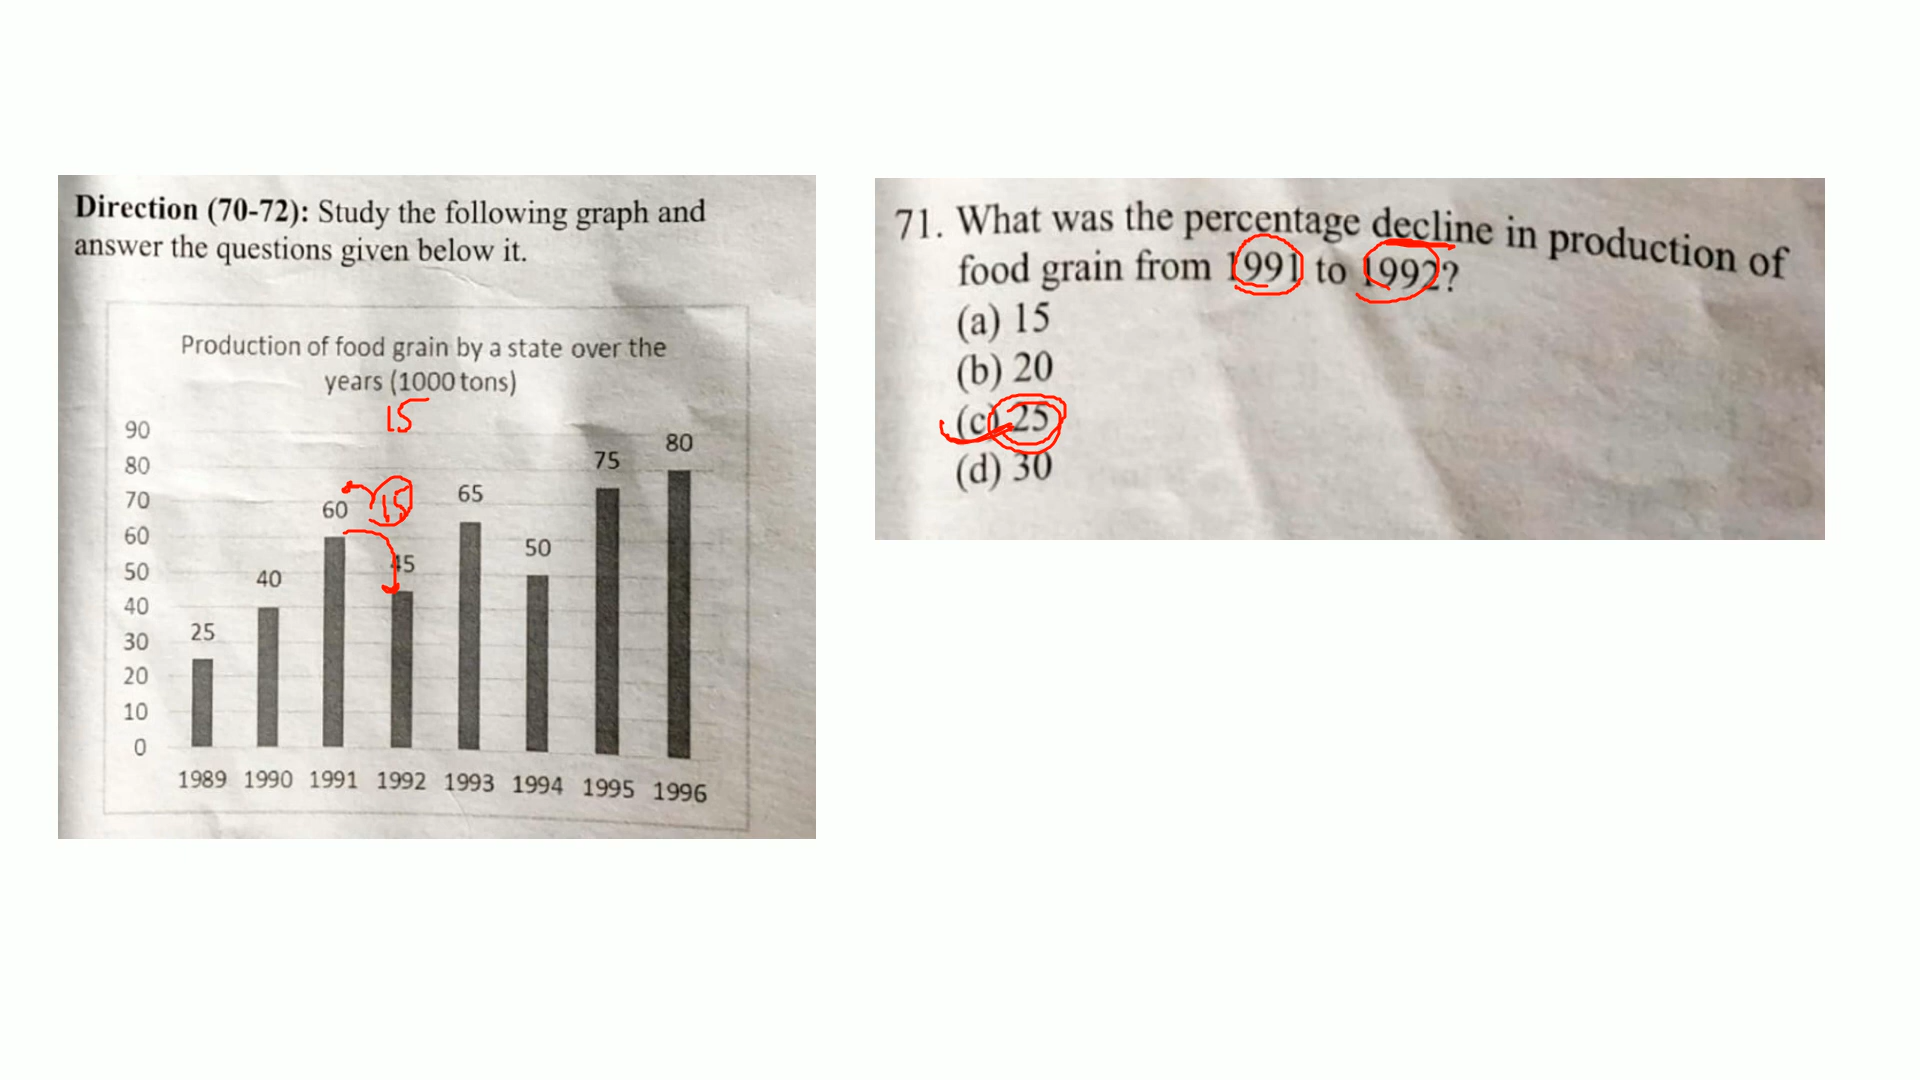 Direction (70-72): Study the following graph and
answer the questions given below it.
Production of food grain by a state over the
years (1000 tons)
15
90
80
70
60
50
40
30
20
10
0
25
40
60
15
45
65
50
75
80
1989 1990 1991 1992 1993 1994 1995 1996
71. What was the percentage decline in production of
food grain from 1991 to 1992?
(a) 15
(b) 20
(c) 25
(d) 30